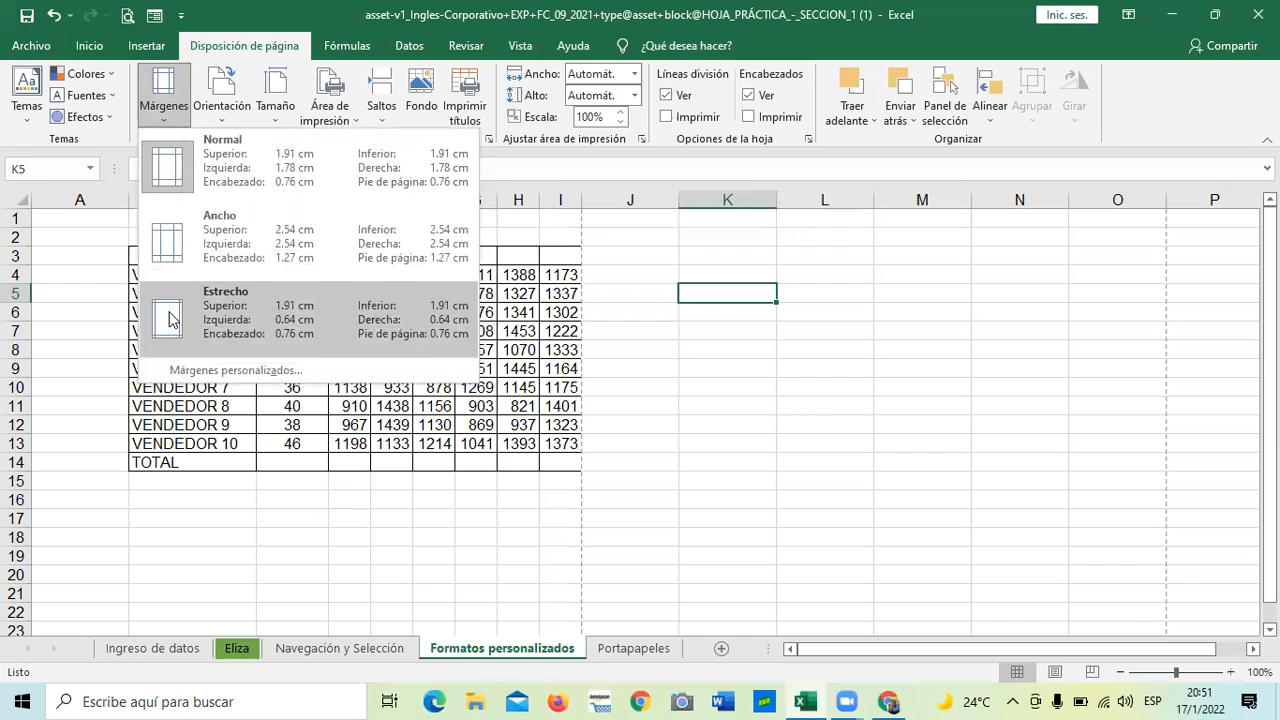 asset-v1_Ingles-Corporativo+EXP+FC_09_2021+type@asset+block@HOJA_PRÁCTICA_-_SECCION_1 (1) - Excel
Inic. ses.
Archivo Inicio Insertar Disposición de página Fórmulas Datos Revisar Vista Ayuda ¿Qué desea hacer? Compartir
Temas Colores Fuentes Efectos Temas
Márgenes Orientación Tamaño Área de impresión Saltos Fondo Imprimir títulos
Ancho: Automát.
Alto: Automát.
Escala: 100%
Ajustar área de impresión
Líneas división Encabezados
Ver Ver
Imprimir Imprimir
Opciones de la hoja
Traer adelante Enviar atrás Panel de selección Alinear Agrupar Girar
Organizar
Normal
Superior: 1.91 cm Inferior: 1.91 cm
Izquierda: 1.78 cm Derecha: 1.78 cm
Encabezado: 0.76 cm Pie de página: 0.76 cm
Ancho
Superior: 2.54 cm Inferior: 2.54 cm
Izquierda: 2.54 cm Derecha: 2.54 cm
Encabezado: 1.27 cm Pie de página: 1.27 cm
Estrecho
Superior: 1.91 cm Inferior: 1.91 cm
Izquierda: 0.64 cm Derecha: 0.64 cm
Encabezado: 0.76 cm Pie de página: 0.76 cm
Márgenes personalizados...
K5
A H I J K L M N O P
1
2
3
4 1388 1173
5 1327 1337
6 1341 1302
7 1453 1222
8 1070 1333
9 1445 1164
10 VENDEDOR 7 36 1138 933 878 1269 1145 1175
11 VENDEDOR 8 40 910 1438 1156 903 821 1401
12 VENDEDOR 9 38 967 1439 1130 869 937 1323
13 VENDEDOR 10 46 1198 1133 1214 1041 1393 1373
14 TOTAL
15
16
17
18
19
20
21
22
23
Ingreso de datos Eliza Navegación y Selección Formatos personalizados Portapapeles
Listo 100%
Escribe aquí para buscar 24°C ESP 20:51
17/1/2022